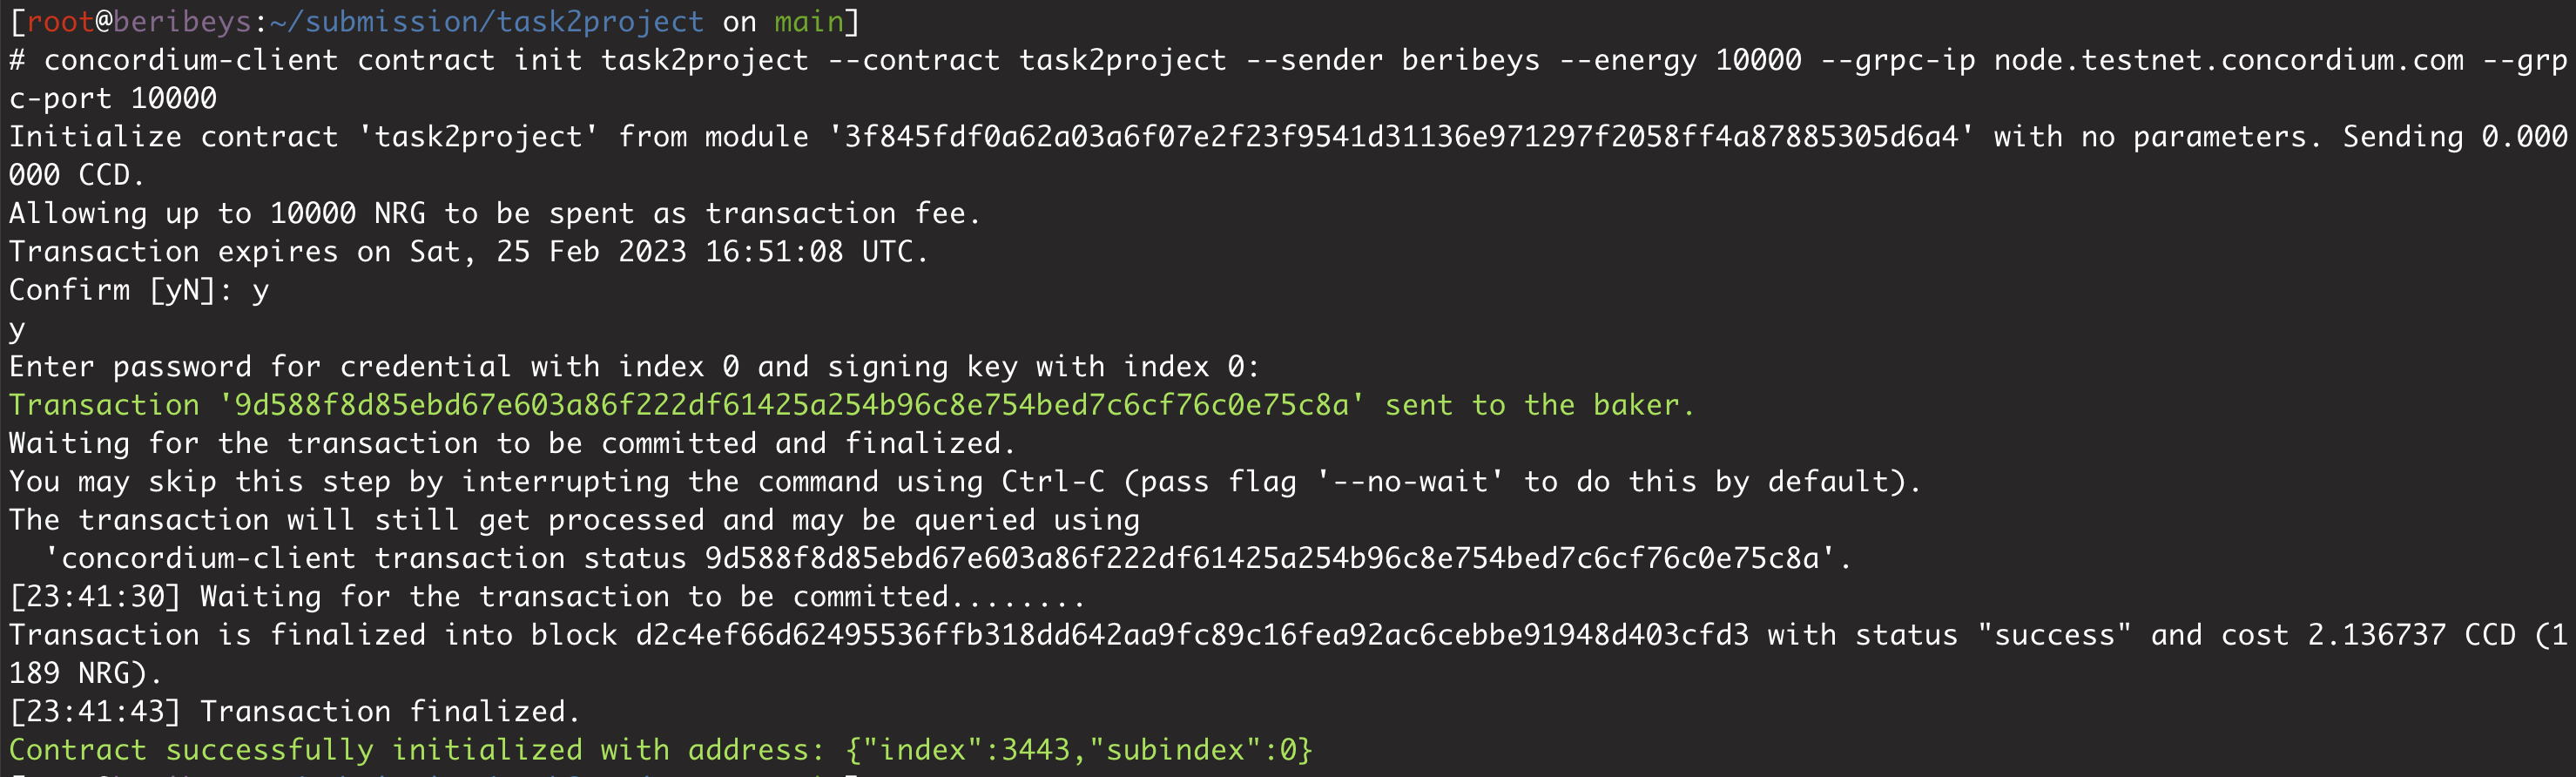 [root@beribeys:~/submission/task2project on main]
# concordium-client contract init task2project --contract task2project --sender beribeys --energy 10000 --grpc-ip node.testnet.concordium.com --grp
c-port 10000
Initialize contract 'task2project' from module '3f845fdf0a62a03a6f07e2f23f9541d31136e971297f2058ff4a87885305d6a4' with no parameters. Sending 0.000
000 CCD.
Allowing up to 10000 NRG to be spent as transaction fee.
Transaction expires on Sat, 25 Feb 2023 16:51:08 UTC.
Confirm [yN]: y
y
Enter password for credential with index 0 and signing key with index 0:
Transaction '9d588f8d85ebd67e603a86f222df61425a254b96c8e754bed7c6cf76c0e75c8a' sent to the baker.
Waiting for the transaction to be committed and finalized.
You may skip this step by interrupting the command using Ctrl-C (pass flag '--no-wait' to do this by default).
The transaction will still get processed and may be queried using
  'concordium-client transaction status 9d588f8d85ebd67e603a86f222df61425a254b96c8e754bed7c6cf76c0e75c8a'.
[23:41:30] Waiting for the transaction to be committed........
Transaction is finalized into block d2c4ef66d62495536ffb318dd642aa9fc89c16fea92ac6cebbe91948d403cfd3 with status "success" and cost 2.136737 CCD (1
189 NRG).
[23:41:43] Transaction finalized.
Contract successfully initialized with address: {"index":3443,"subindex":0}